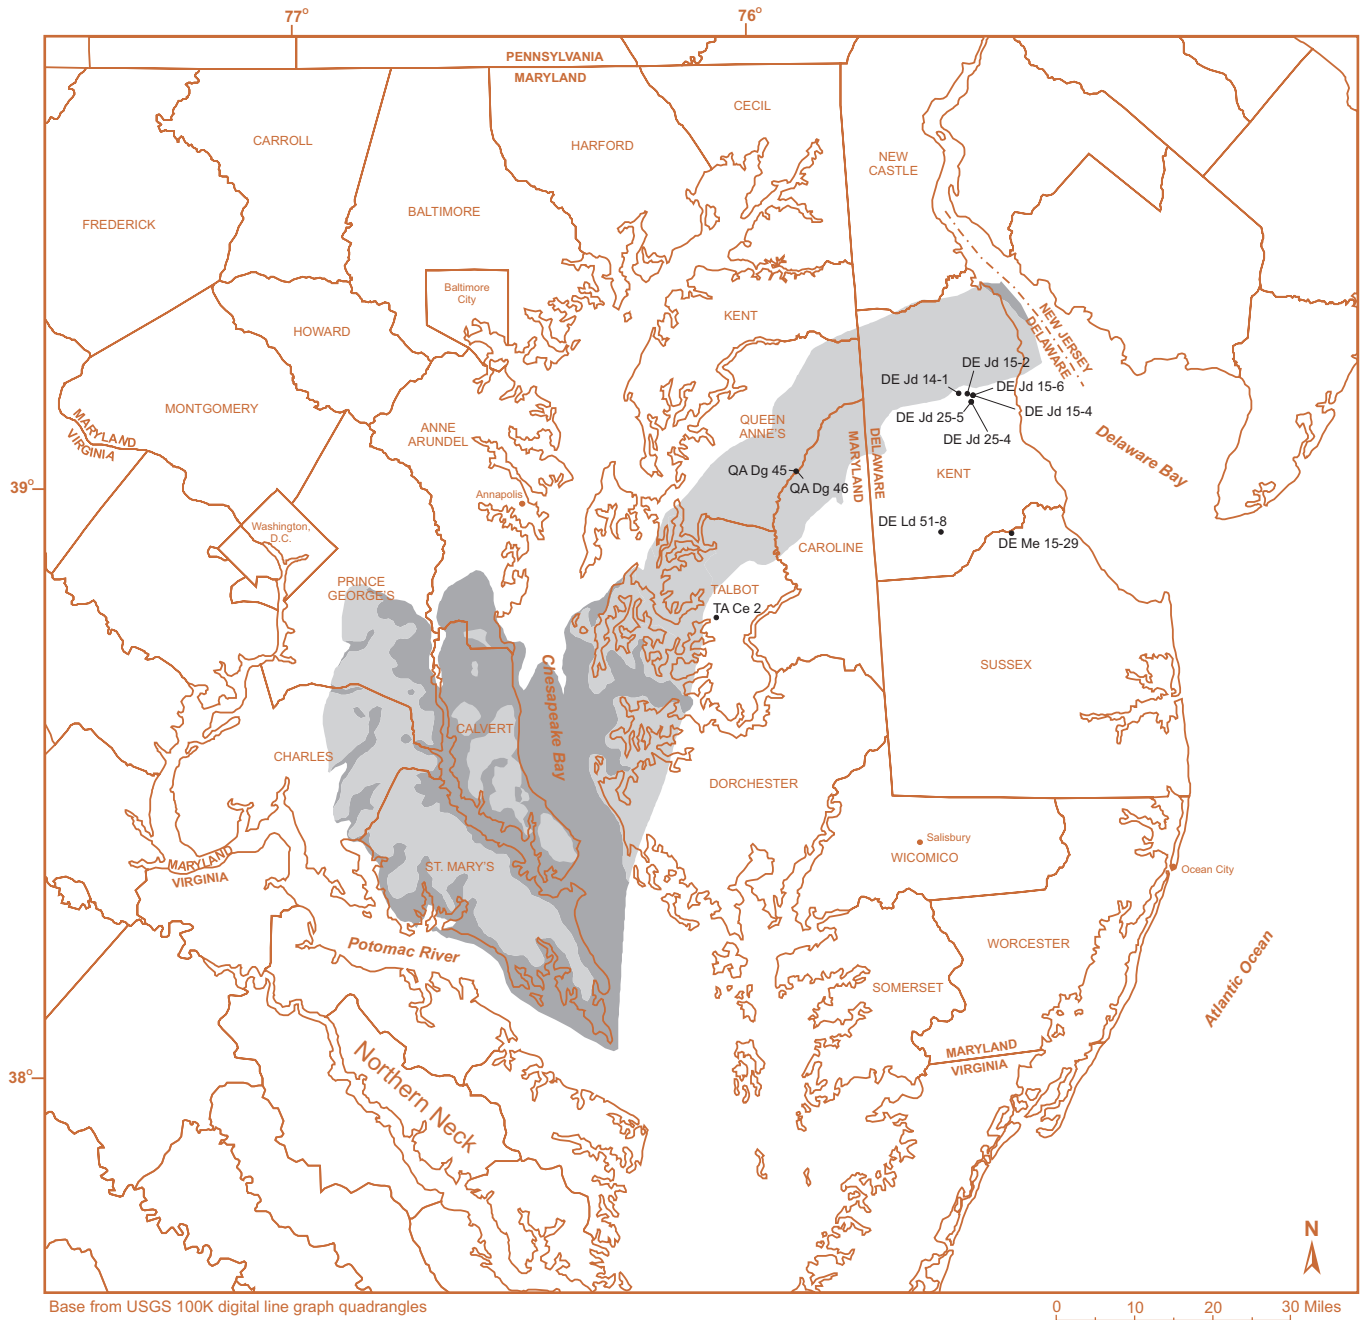 77°
76°
PENNSYLVANIA
MARYLAND
CECIL
CARROLL
HARFORD
NEW
CASTLE
BALTIMORE
FREDERICK
Baltimore
City
KENT
HOWARD
NEW JERSEY
DELAWARE
DE Jd 15-2
DE Jd 14-1
DE Jd 15-6
MONTGOMERY
DE Jd 15-4
MARYLAND
VIRGINIA
ANNE
ARUNDEL
QUEEN
ANNE'S
DE Jd 25-5
DE Jd 25-4
Delaware Bay
MARYLAND
DELAWARE
QA Dg 45
QA Dg 46
KENT
39°
Annapolis
Washington,
D.C.
DE Ld 51-8
DE Me 15-29
CAROLINE
PRINCE
GEORGE'S
TALBOT
TA Ce 2
SUSSEX
Chesapeake Bay
CALVERT
CHARLES
DORCHESTER
Salisbury
WICOMICO
MARYLAND
VIRGINIA
ST. MARY'S
Ocean City
Potomac River
WORCESTER
SOMERSET
Atlantic Ocean
MARYLAND
VIRGINIA
38°
Northern Neck
N
Base from USGS 100K digital line graph quadrangles
0 10 20 30 Miles